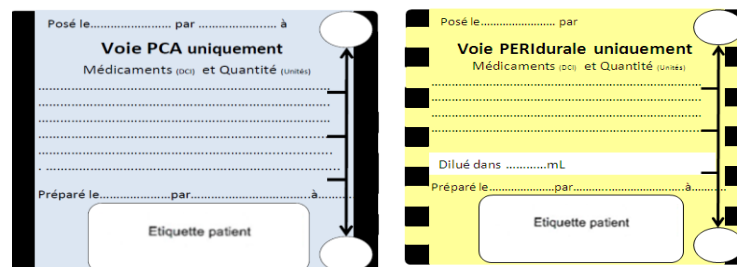 Posé le........................ par ....................... à
Voie PCA uniquement
Médicaments (DCI) et Quantité (Unités)
Préparé le....................par..............................à..........
Etiquette patient
Posé le........................ par
Voie PERIdurale uniquement
Médicaments (DCI) et Quantité (Unités)
Dilué dans ............mL
Préparé le....................par..............................à..........
Etiquette patient